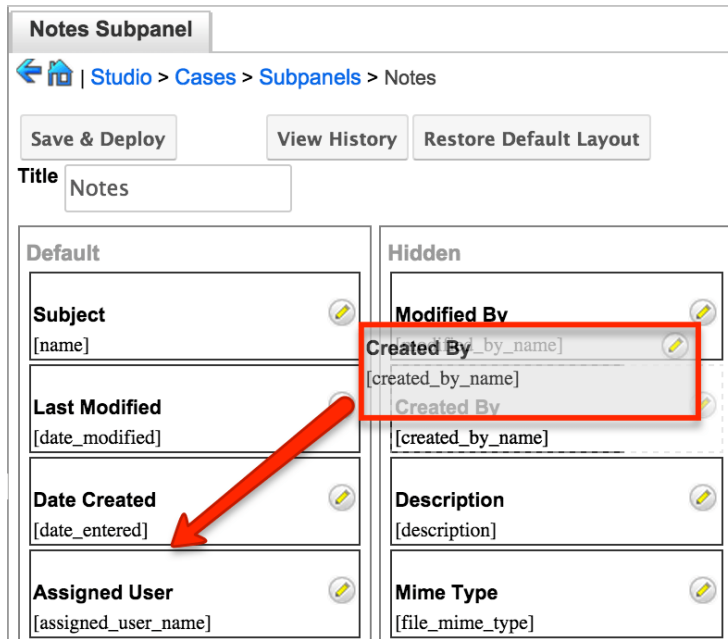 Notes Subpanel
| Studio > Cases > Subpanels > Notes
Save & Deploy View History Restore Default Layout
Title Notes
Default
Subject
[name]
Last Modified
[date_modified]
Date Created
[date_entered]
Assigned User
[assigned_user_name]
Hidden
Modified By
[modified_by_name]
Created By
[created_by_name]
Created By
[created_by_name]
Description
[description]
Mime Type
[file_mime_type]